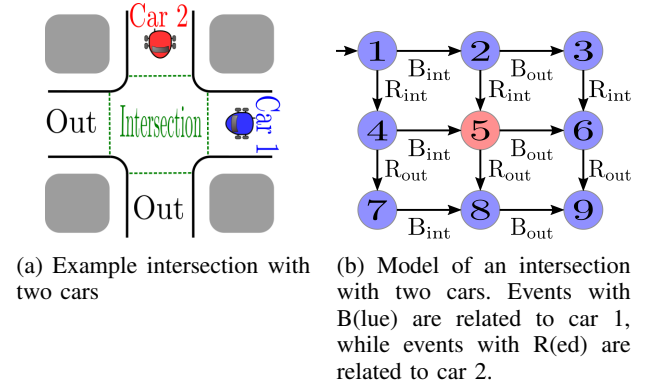 Car 2
Out
Intersection
Car 1
Out
(a) Example intersection with
two cars
1 2 3
B_int B_out
R_int R_int R_int
4 5 6
B_int B_out
R_out R_out R_out
7 8 9
B_int B_out
(b) Model of an intersection
with two cars. Events with
B(lue) are related to car 1,
while events with R(ed) are
related to car 2.